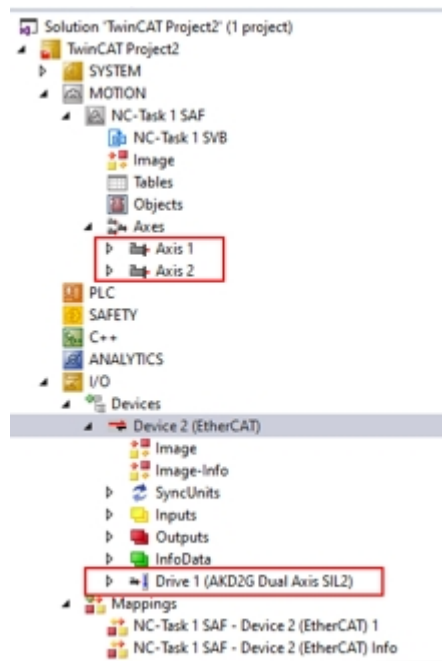 Solution 'TwinCAT Project2' (1 project)
TwinCAT Project2
SYSTEM
MOTION
NC-Task 1 SAF
NC-Task 1 SVB
Image
Tables
Objects
Axes
Axis 1
Axis 2
PLC
SAFETY
C++
ANALYTICS
I/O
Devices
Device 2 (EtherCAT)
Image
Image-Info
SyncUnits
Inputs
Outputs
InfoData
Drive 1 (AKD2G Dual Axis SIL2)
Mappings
NC-Task 1 SAF - Device 2 (EtherCAT) 1
NC-Task 1 SAF - Device 2 (EtherCAT) Info